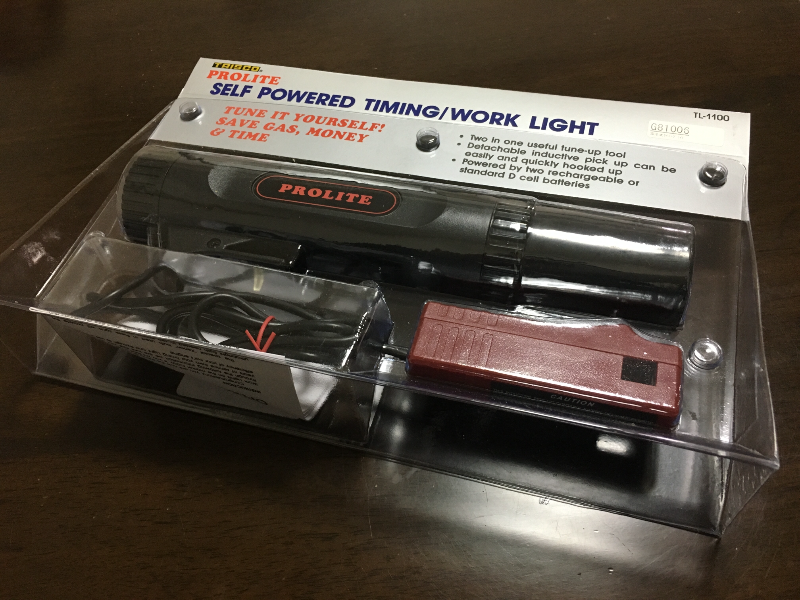 TRISCO
PROLITE
SELF POWERED TIMING/WORK LIGHT
TL-1100
TUNE IT YOURSELF!
SAVE GAS, MONEY
& TIME
• Two in one useful tune-up tool
• Detachable inductive pick up can be
easily and quickly hooked up
• Powered by two rechargeable or
standard D cell batteries
PROLITE
CAUTION